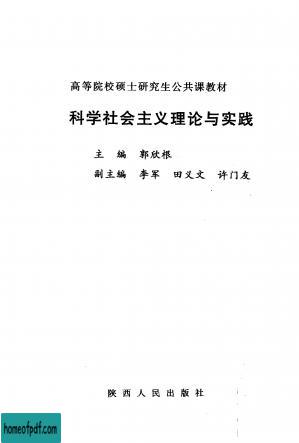 高等院校硕士研究生公共课教材
科学社会主义理论与实践
主 编 郭欣根
副主编 李军 田义文 许门友
陕西人民出版社
homeofpdf.com